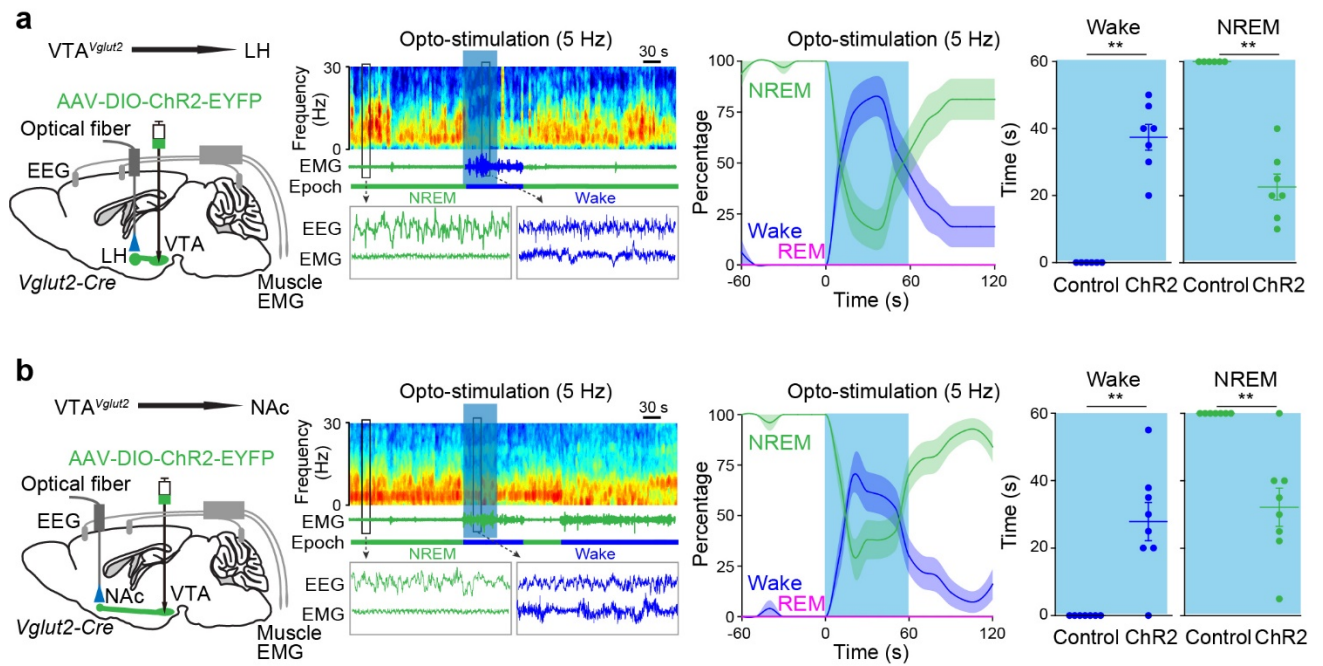 a
VTAVglut2 LH
AAV-DIO-ChR2-EYFP
Optical fiber
EEG
LH
VTA
Vglut2-Cre
Muscle
EMG
Opto-stimulation (5 Hz)
30 s
Frequency
(Hz)
30
0
EMG
Epoch
NREM Wake
EEG
EMG
Opto-stimulation (5 Hz)
Percentage
100
75
50
25
0
NREM
Wake
REM
-60 0 60 120
Time (s)
Wake NREM
** **
Time (s)
60
40
20
0
Control ChR2 Control ChR2
b
VTAVglut2 NAc
AAV-DIO-ChR2-EYFP
Optical fiber
EEG
NAc
VTA
Vglut2-Cre
Muscle
EMG
Opto-stimulation (5 Hz)
30 s
Frequency
(Hz)
30
0
EMG
Epoch
NREM Wake
EEG
EMG
Opto-stimulation (5 Hz)
Percentage
100
75
50
25
0
NREM
Wake
REM
-60 0 60 120
Time (s)
Wake NREM
** **
Time (s)
60
40
20
0
Control ChR2 Control ChR2